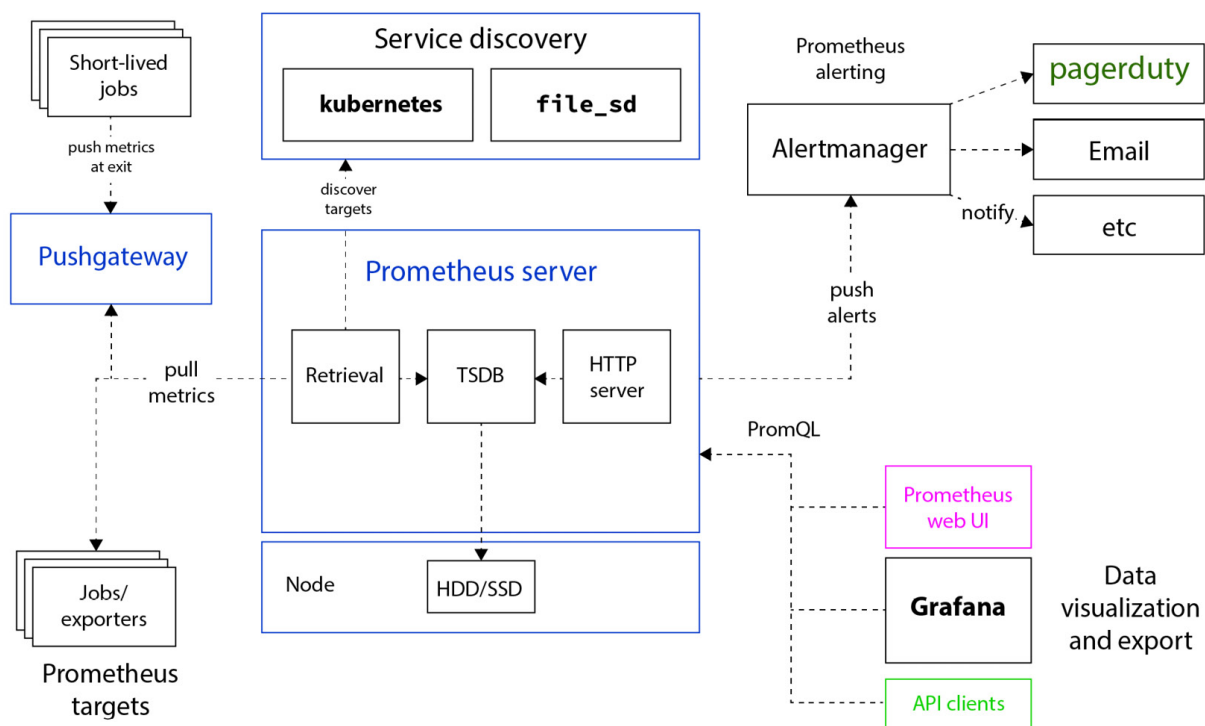 Short-lived
jobs
push metrics
at exit
Pushgateway
pull
metrics
Jobs/
exporters
Prometheus
targets
Service discovery
kubernetes
file_sd
discover
targets
Prometheus server
Retrieval
TSDB
HTTP
server
Node
HDD/SSD
Prometheus
alerting
Alertmanager
pagerduty
Email
notify
etc
push
alerts
PromQL
Prometheus
web UI
Grafana
API clients
Data
visualization
and export